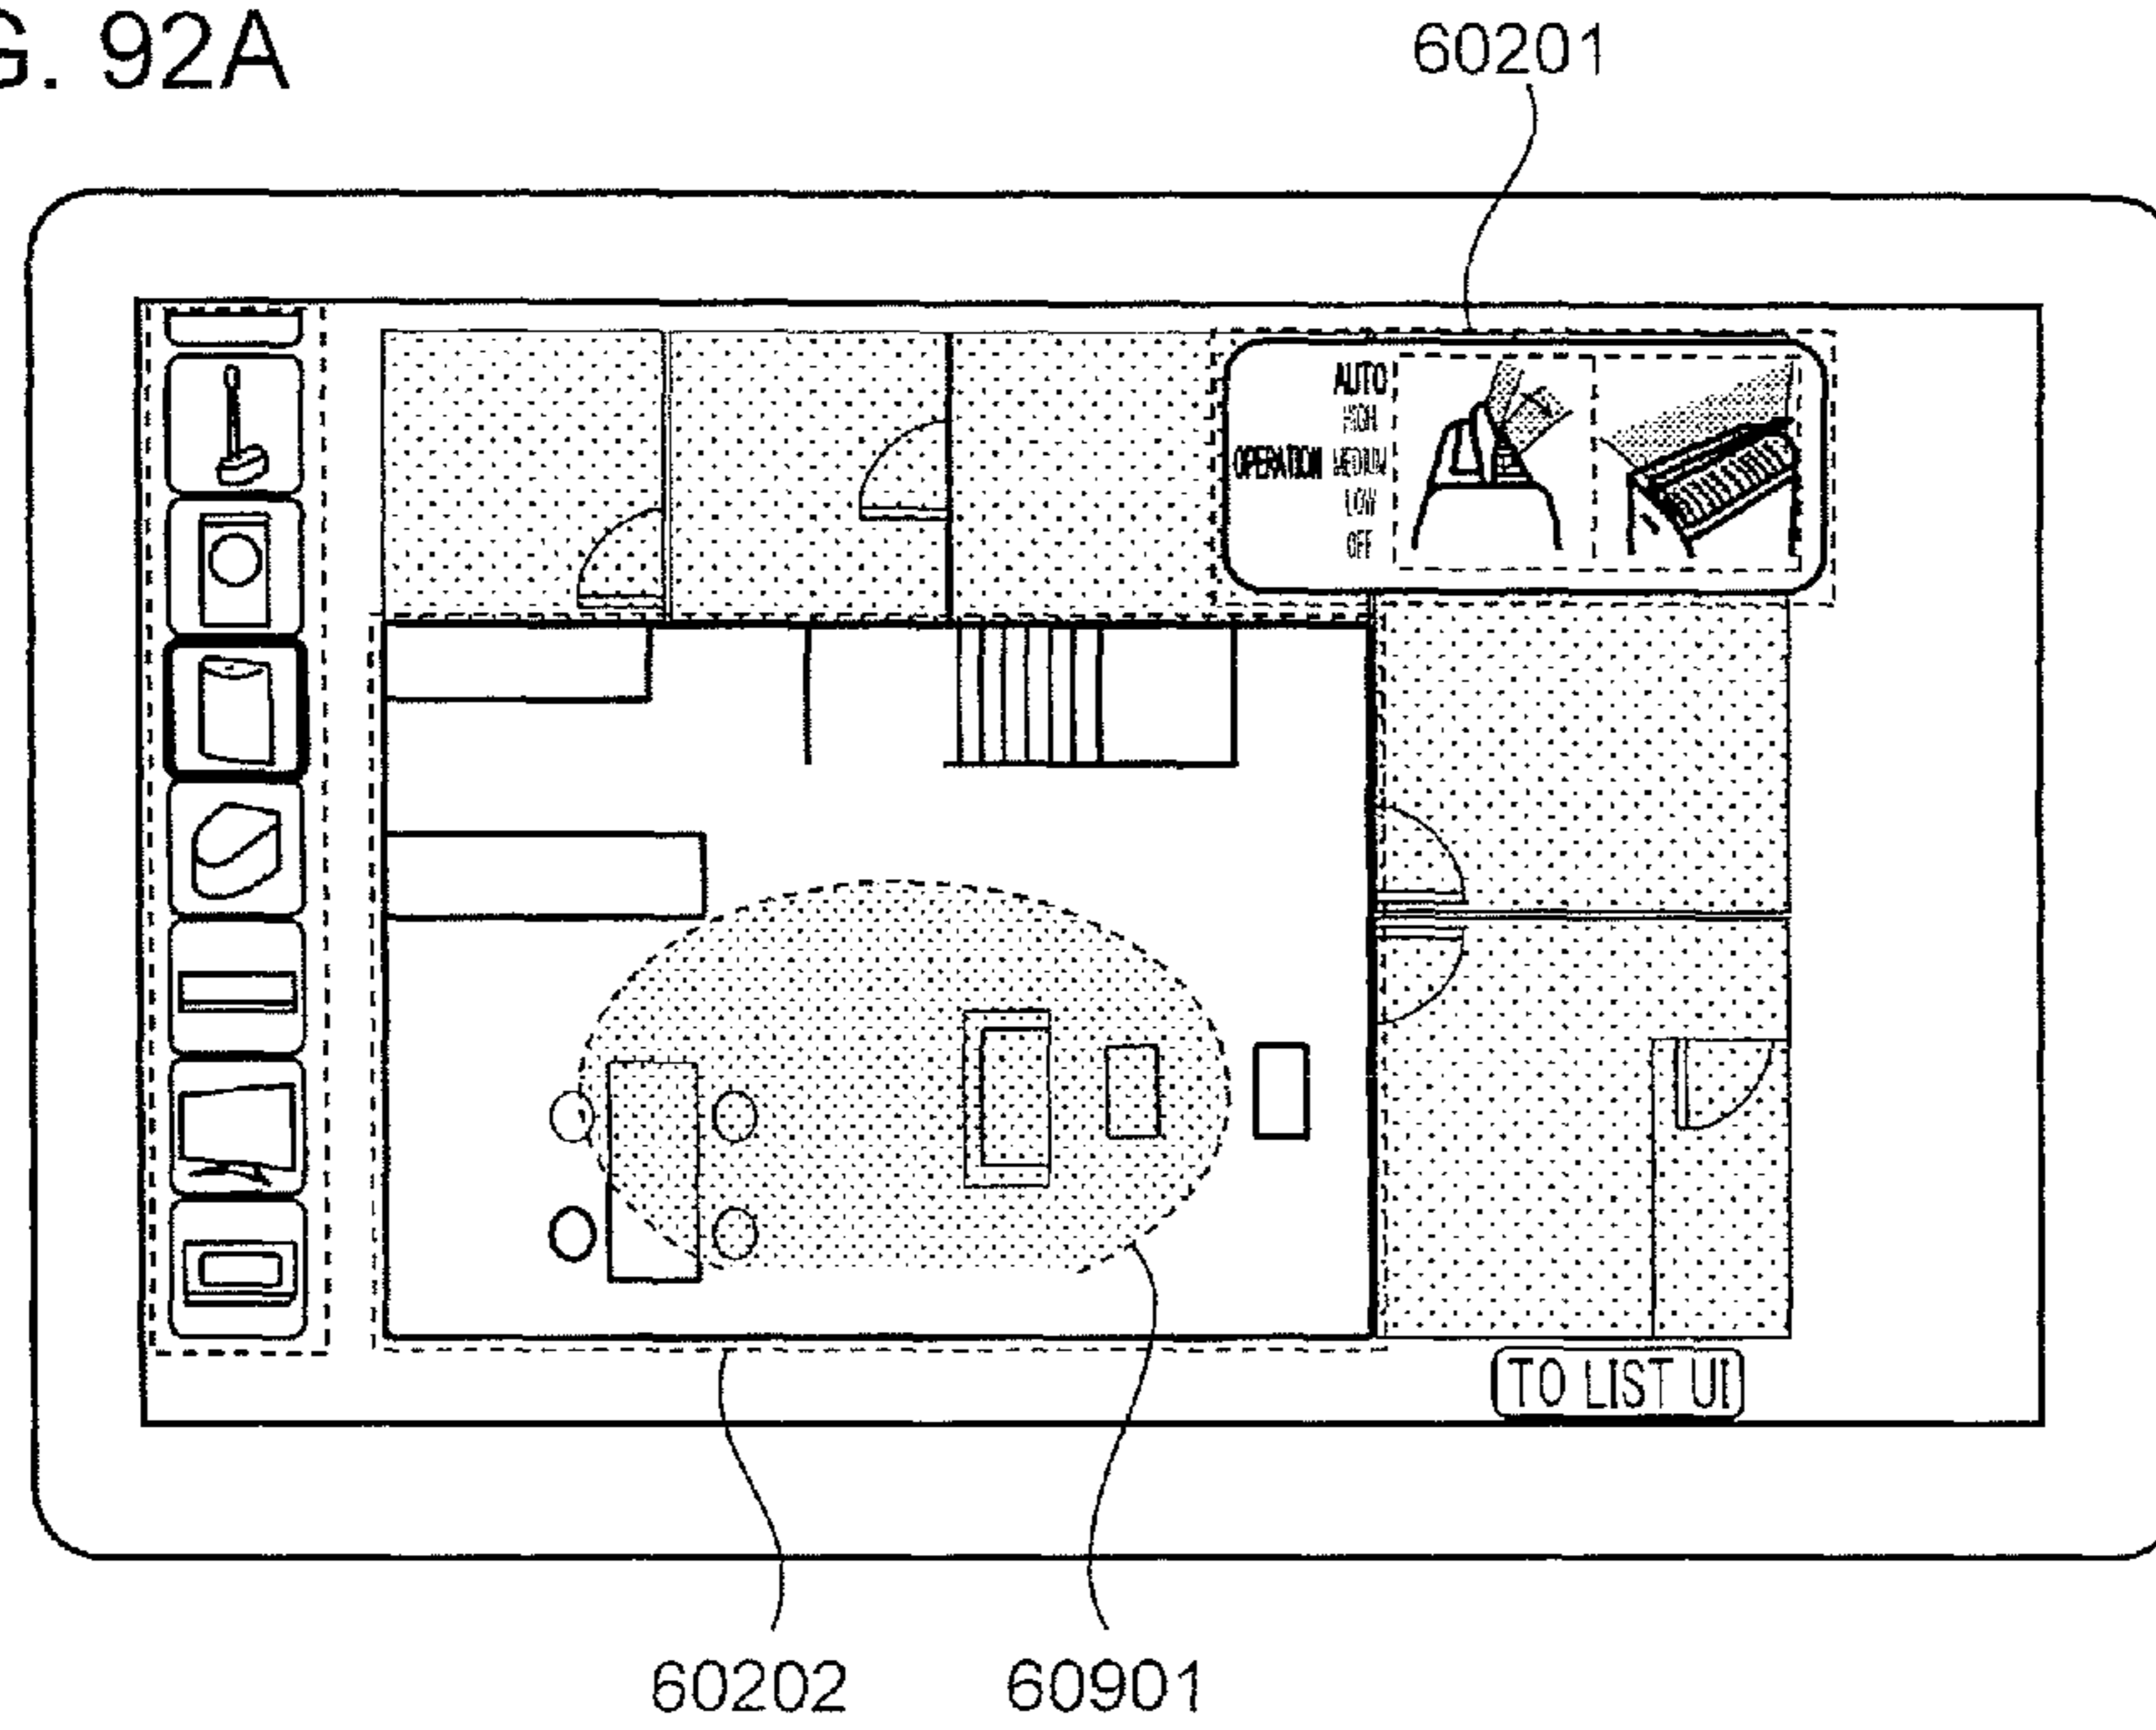 G. 92A
60201
AUTO
HIGH
OPERATION MEDIUM
LOW
OFF
TO LIST UI
60202 60901